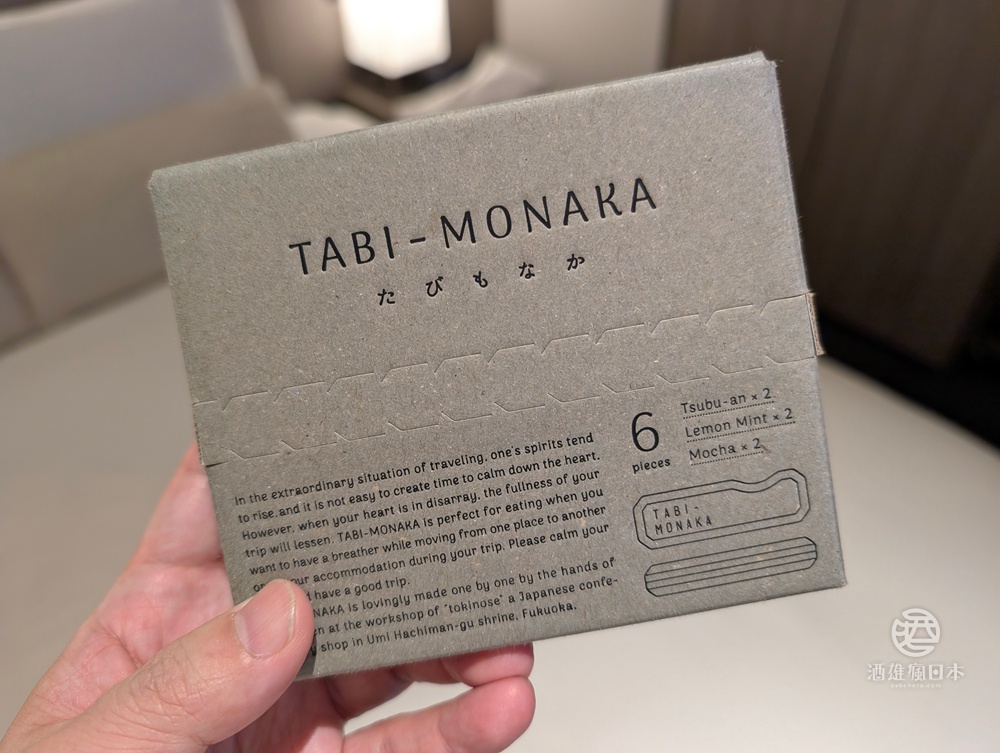 TABI-MONAKA
たびもなか
6
pieces
Tsubu-an × 2
Lemon Mint × 2
Mocha × 2
In the extraordinary situation of traveling, one's spirits tend
to rise, and it is not easy to create time to calm down the heart.
However, when your heart is in disarray, the fullness of your
trip will lessen. TABI-MONAKA is perfect for eating when you
want to have a breather while moving from one place to another
accommodation during your trip. Please calm your
have a good trip.
is lovingly made one by one by the hands of
at the workshop of "tokinose" a Japanese confe-
shop in Umi Hachiman-gu shrine, Fukuoka.
TABI-
MONAKA
酒
酒雄瘋日本